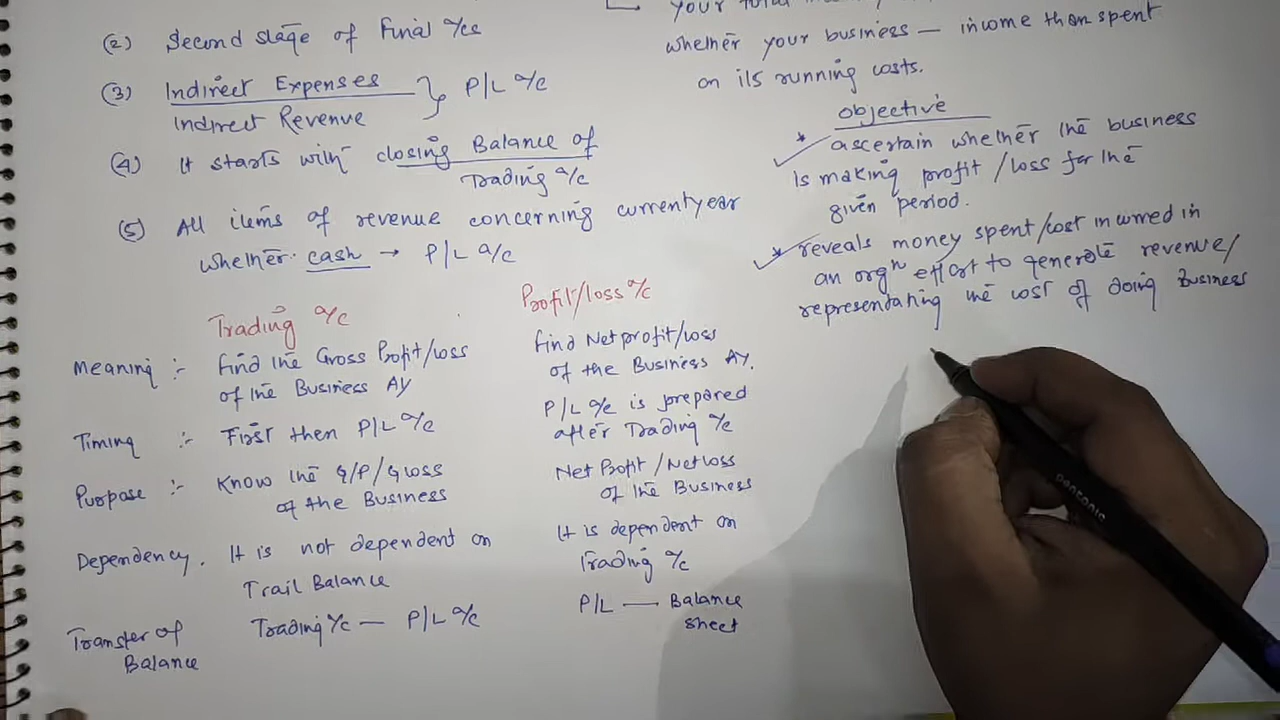 (2) Second stage of Final A/cs
(3) Indirect Expenses
Indirect Revenue } P/L A/c
(4) It starts with closing Balance of
Trading A/c
(5) All items of revenue concerning currentyear
whether cash → P/L a/c
Trading A/c
Profit/loss A/c
Meaning :- Find the Gross Profit/loss
of the Business AY
find Net profit/loss
of the Business AY.
Timing :- First then P/L A/c
P/L A/c is prepared
after Trading A/c
Purpose :- Know the G/P/G loss
of the Business
Net Profit/Net loss
of the Business
Dependency. It is not dependent on
Trail Balance
It is dependent on
Trading A/c
Transfer of
Balance
Trading A/c — P/L A/c
P/L — Balance
sheet
your total
whether your business — income than spent
on its running costs.
objective
* ascertain whether the business
is making profit/loss for the
given period.
* reveals money spent/cost incurred in
an orgn effort to generate revenue/
representating the cost of doing Business
pentonic